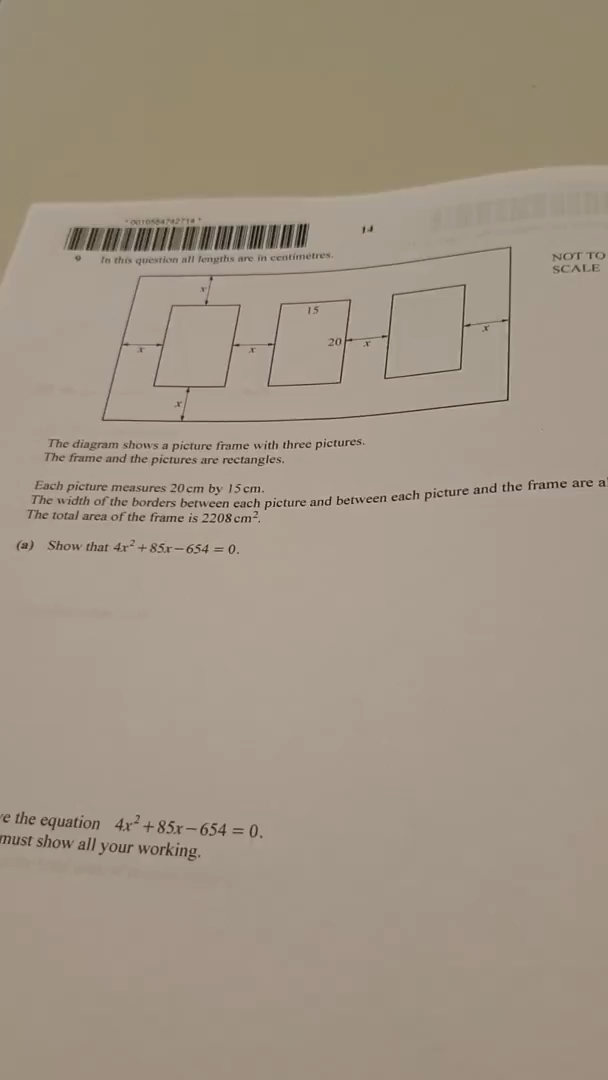 14
9 In this question all lengths are in centimetres.
NOT TO
SCALE
x
15
20
x
x
x
x
x
The diagram shows a picture frame with three pictures.
The frame and the pictures are rectangles.
Each picture measures 20 cm by 15 cm.
The width of the borders between each picture and between each picture and the frame are a
The total area of the frame is 2208 cm².
(a) Show that 4x² + 85x − 654 = 0.
e the equation 4x² + 85x − 654 = 0.
must show all your working.